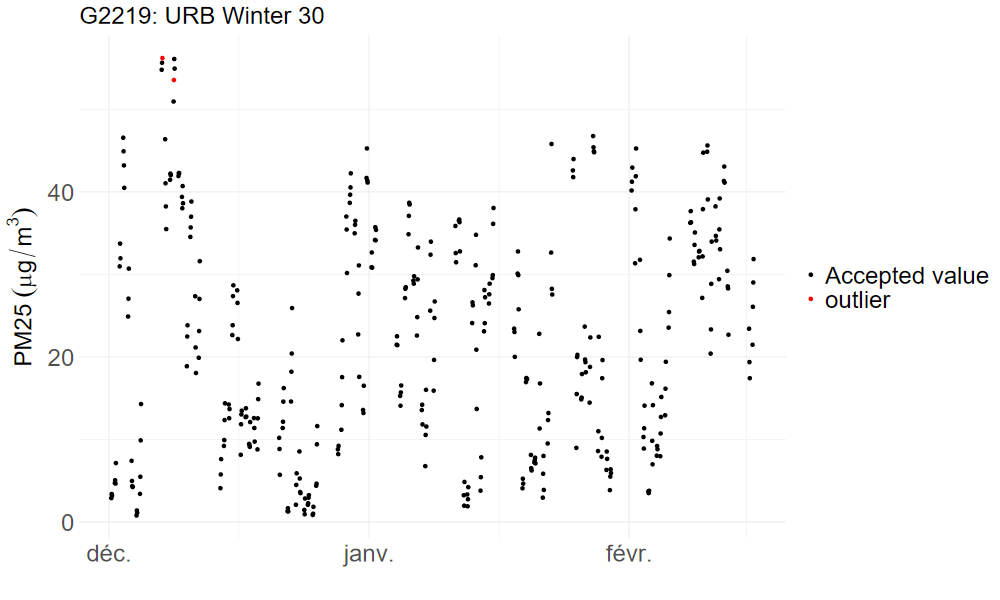 G2219: URB Winter 30
PM25 (μg/m³)
40
20
0
déc.
janv.
févr.
Accepted value
outlier